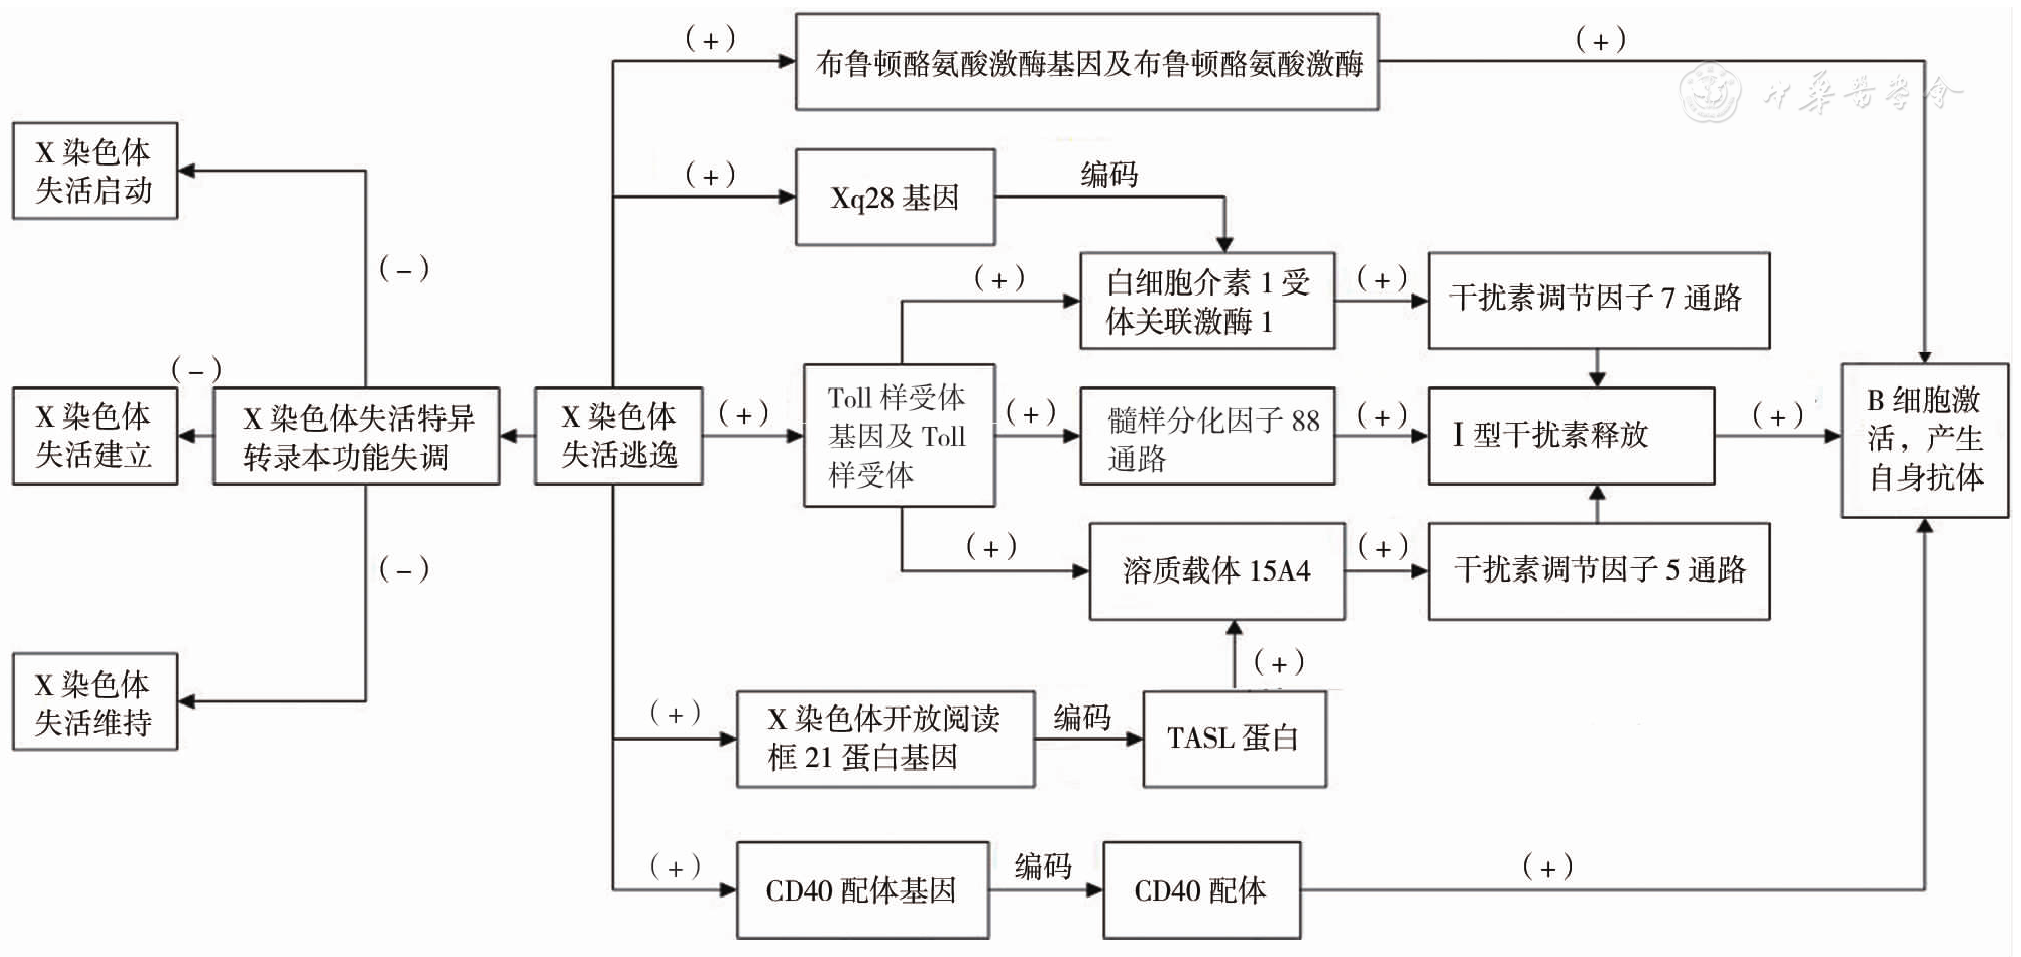 (+)
(+)
布鲁顿酪氨酸激酶基因及布鲁顿酪氨酸激酶
中华医学会
X 染色体
失活启动
(+)
Xq28 基因
编码
(-)
(+)
白细胞介素 1 受
体关联激酶 1
(+)
干扰素调节因子 7 通路
(-)
X 染色体
失活建立
X 染色体失活特异
转录本功能失调
X 染色体
失活逃逸
(+)
Toll 样受体
基因及 Toll
样受体
(+)
髓样分化因子 88
通路
(+)
I 型干扰素释放
(+)
B 细胞激
活，产生
自身抗体
(-)
(+)
溶质载体 15A4
(+)
干扰素调节因子 5 通路
(+)
X 染色体
失活维持
(+)
X 染色体开放阅读
框 21 蛋白基因
编码
TASL 蛋白
(+)
CD40 配体基因
编码
CD40 配体
(+)